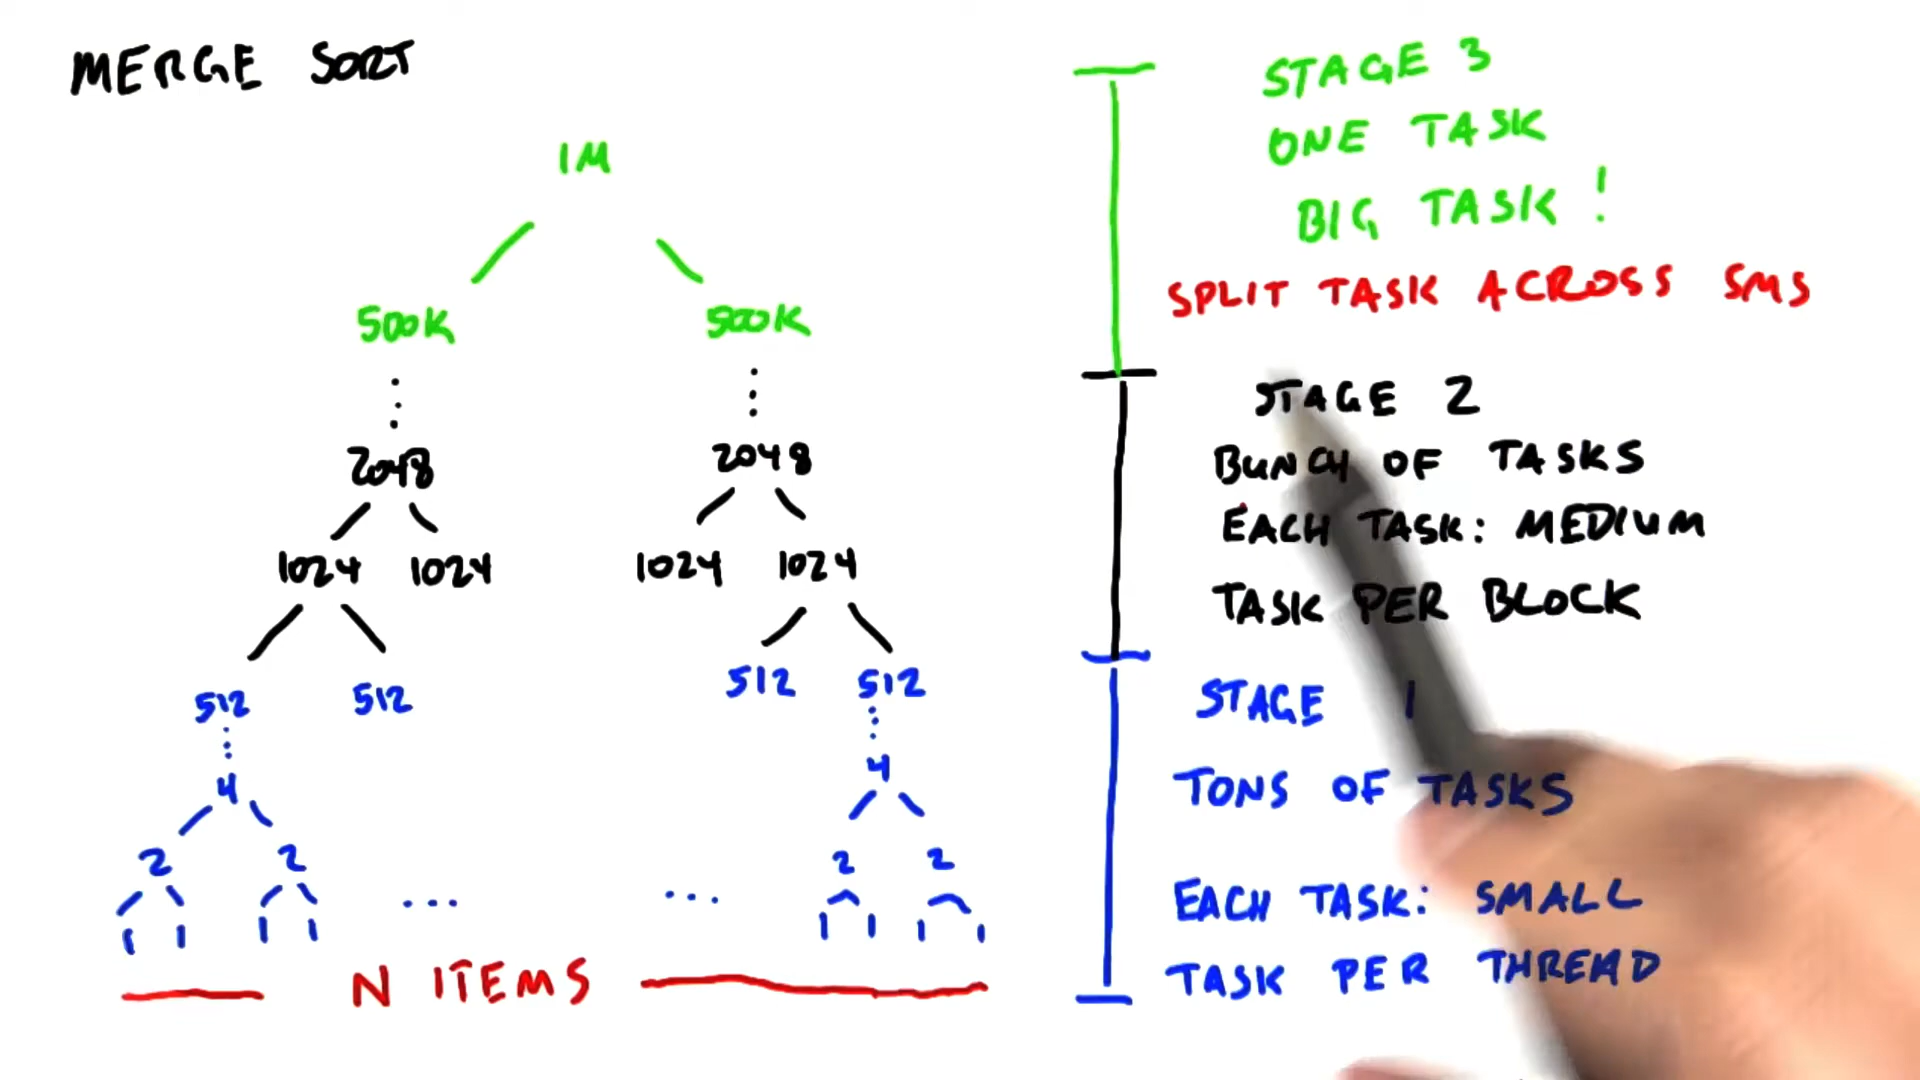 MERGE SORT
1M
500K 500K
2048 2048
1024 1024 1024 1024
512 512 512 512
4 4
2 2 ... ... 2 2
1 1 1 1 1 1 1 1
N ITEMS
STAGE 3
ONE TASK
BIG TASK!
SPLIT TASK ACROSS SMS
STAGE 2
BUNCH OF TASKS
EACH TASK: MEDIUM
TASK PER BLOCK
STAGE 1
TONS OF TASKS
EACH TASK: SMALL
TASK PER THREAD